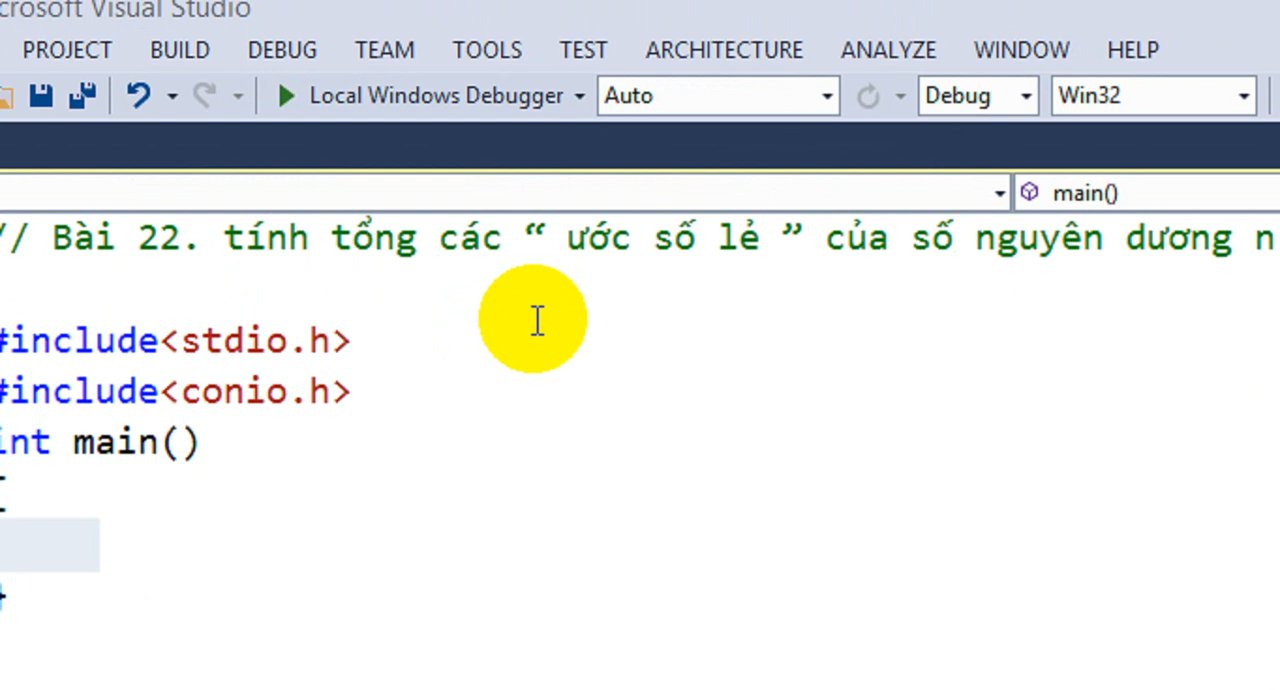 crosoft Visual Studio
PROJECT BUILD DEBUG TEAM TOOLS TEST ARCHITECTURE ANALYZE WINDOW HELP
Local Windows Debugger Auto Debug Win32
main()
// Bài 22. tính tổng các “ ước số lẻ ” của số nguyên dương n
#include<stdio.h>
#include<conio.h>
int main()
{
}